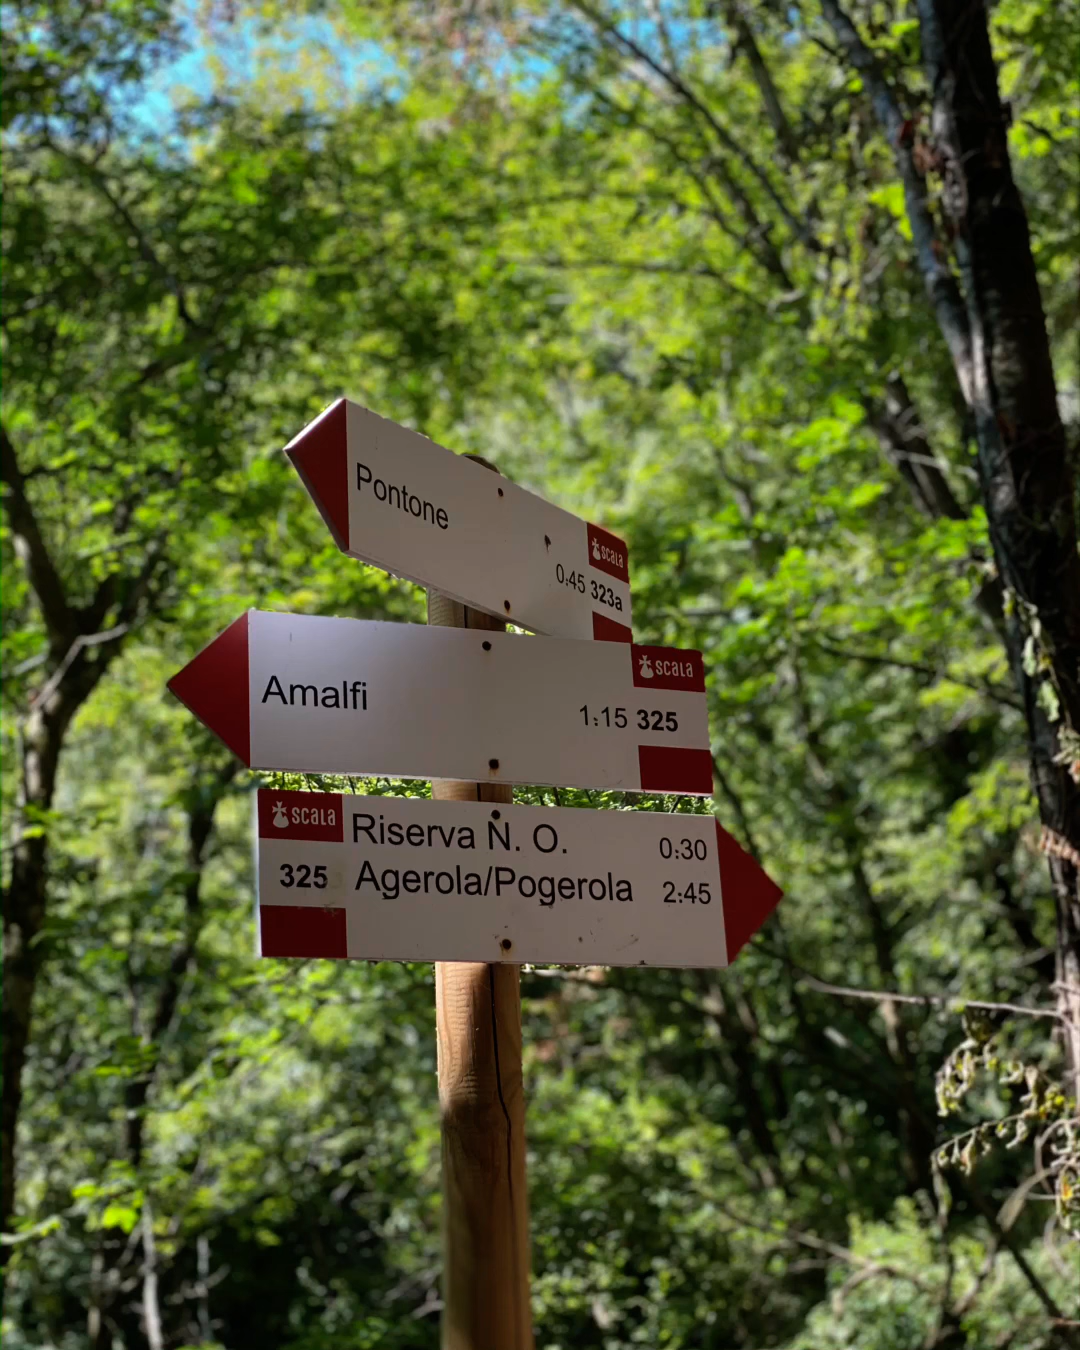 Pontone
SCALA
0:45 323a
Amalfi
SCALA
1:15 325
SCALA
Riserva N. O. 0:30
325 Agerola/Pogerola 2:45